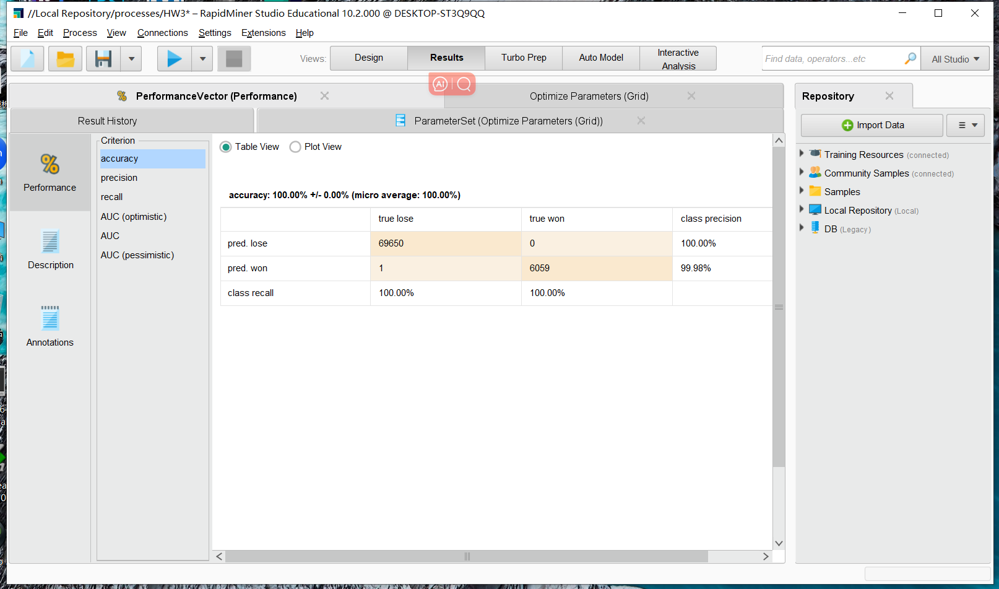 //Local Repository/processes/HW3* – RapidMiner Studio Educational 10.2.000 @ DESKTOP-ST3Q9QQ
File Edit Process View Connections Settings Extensions Help
Views: Design Results Turbo Prep Auto Model Interactive Analysis
Find data, operators...etc All Studio
AI
PerformanceVector (Performance) Optimize Parameters (Grid)
Result History ParameterSet (Optimize Parameters (Grid))
Repository
Import Data
Training Resources (connected)
Community Samples (connected)
Samples
Local Repository (Local)
DB (Legacy)
% Performance
Description
Annotations
Criterion
accuracy
precision
recall
AUC (optimistic)
AUC
AUC (pessimistic)
Table View Plot View
accuracy: 100.00% +/- 0.00% (micro average: 100.00%)
true lose true won class precision
pred. lose 69650 0 100.00%
pred. won 1 6059 99.98%
class recall 100.00% 100.00%